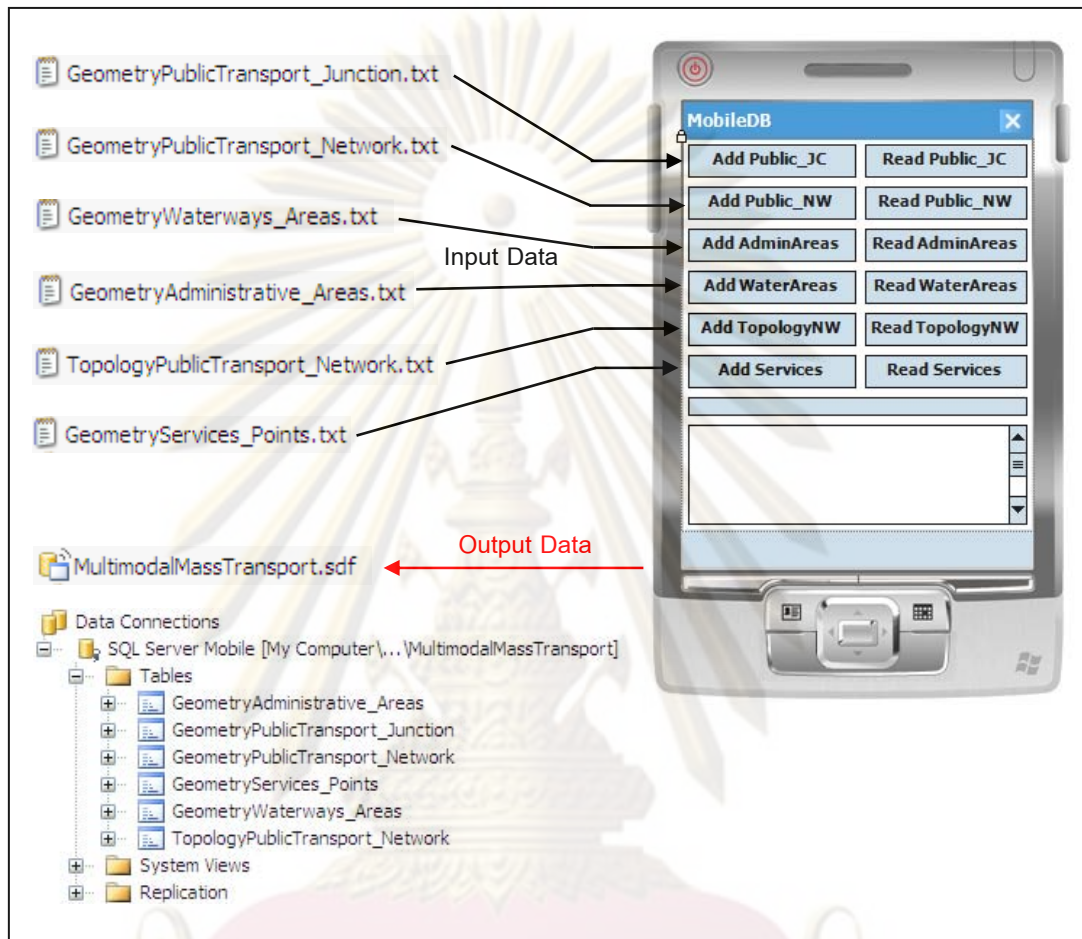 GeometryPublicTransport_Junction.txt
GeometryPublicTransport_Network.txt
GeometryWaterways_Areas.txt
Input Data
GeometryAdministrative_Areas.txt
TopologyPublicTransport_Network.txt
GeometryServices_Points.txt
MobileDB
Add Public_JC Read Public_JC
Add Public_NW Read Public_NW
Add AdminAreas Read AdminAreas
Add WaterAreas Read WaterAreas
Add TopologyNW Read TopologyNW
Add Services Read Services
Output Data
MultimodalMassTransport.sdf
Data Connections
SQL Server Mobile [My Computer\...\MultimodalMassTransport]
Tables
GeometryAdministrative_Areas
GeometryPublicTransport_Junction
GeometryPublicTransport_Network
GeometryServices_Points
GeometryWaterways_Areas
TopologyPublicTransport_Network
System Views
Replication